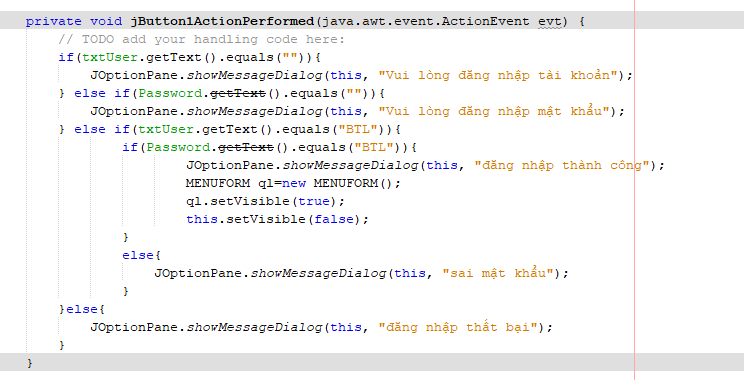 private void jButton1ActionPerformed(java.awt.event.ActionEvent evt) {
    // TODO add your handling code here:
    if(txtUser.getText().equals("")){
        JOptionPane.showMessageDialog(this, "Vui lòng đăng nhập tài khoản");
    } else if(Password.getText().equals("")){
        JOptionPane.showMessageDialog(this, "Vui lòng đăng nhập mật khẩu");
    } else if(txtUser.getText().equals("BTL")){
            if(Password.getText().equals("BTL")){
                    JOptionPane.showMessageDialog(this, "đăng nhập thành công");
                    MENUFORM ql=new MENUFORM();
                    ql.setVisible(true);
                    this.setVisible(false);
            }
            else{
                JOptionPane.showMessageDialog(this, "sai mật khẩu");
            }
    }else{
        JOptionPane.showMessageDialog(this, "đăng nhập thất bại");
    }
}